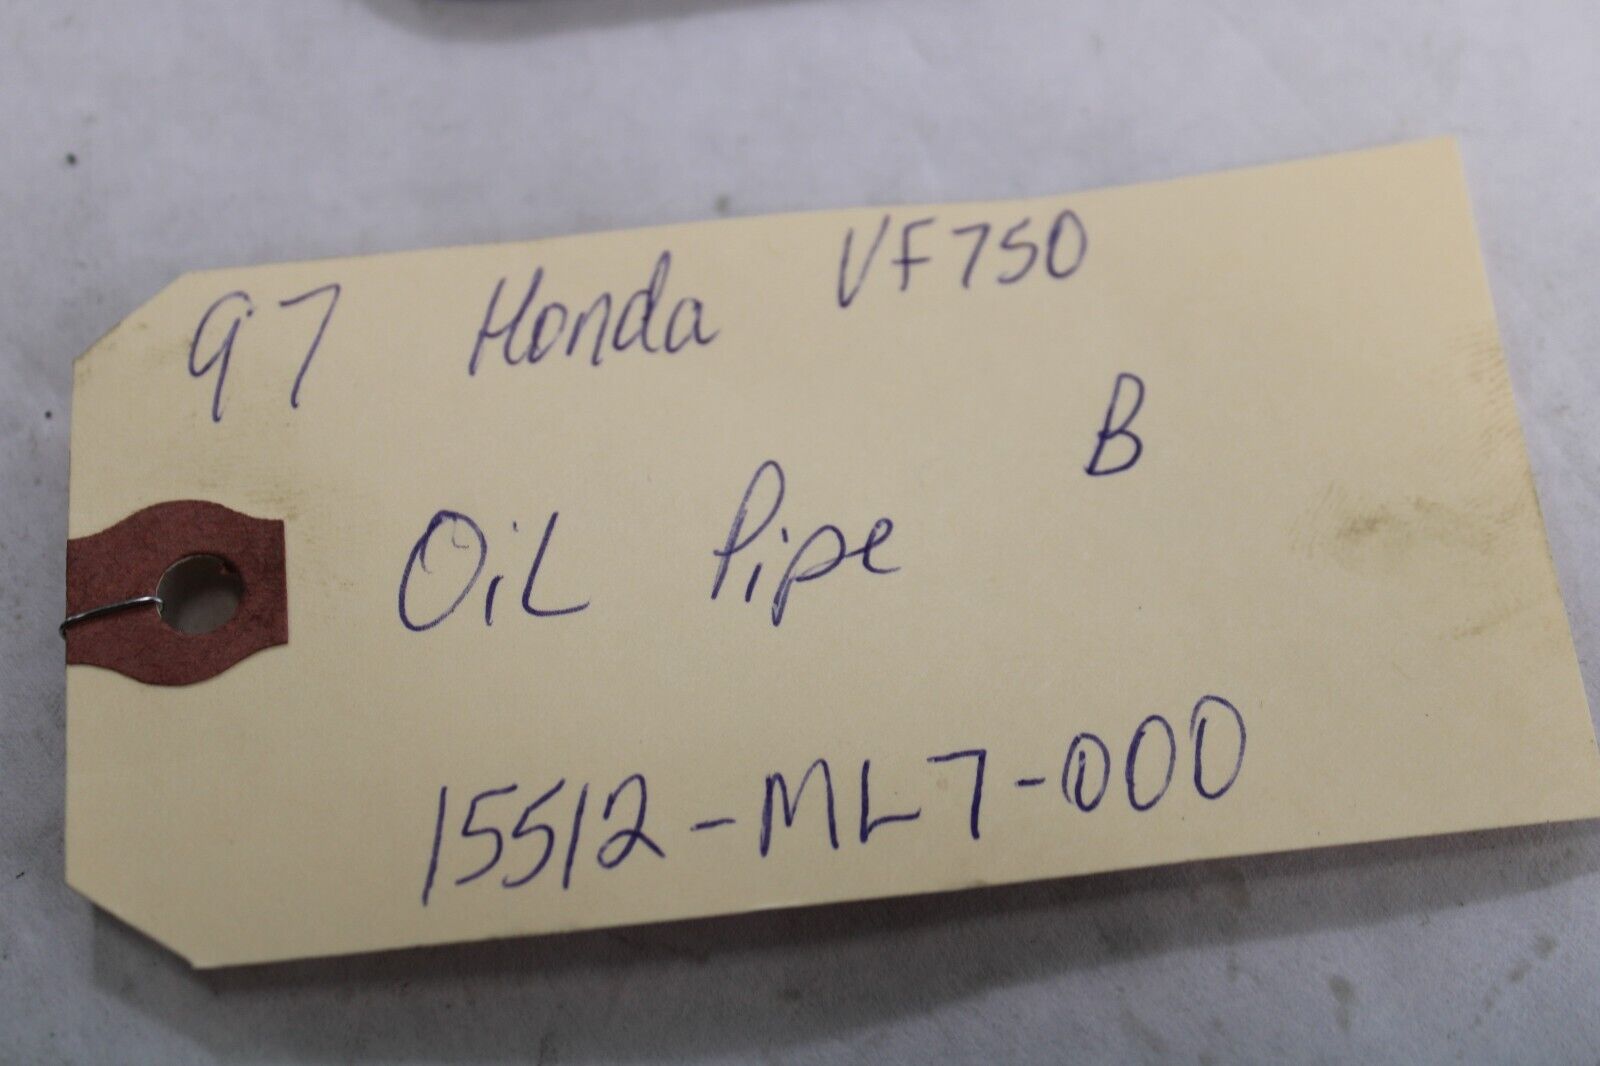 97 Honda VF750
B
OiL Pipe
15512-ML7-000